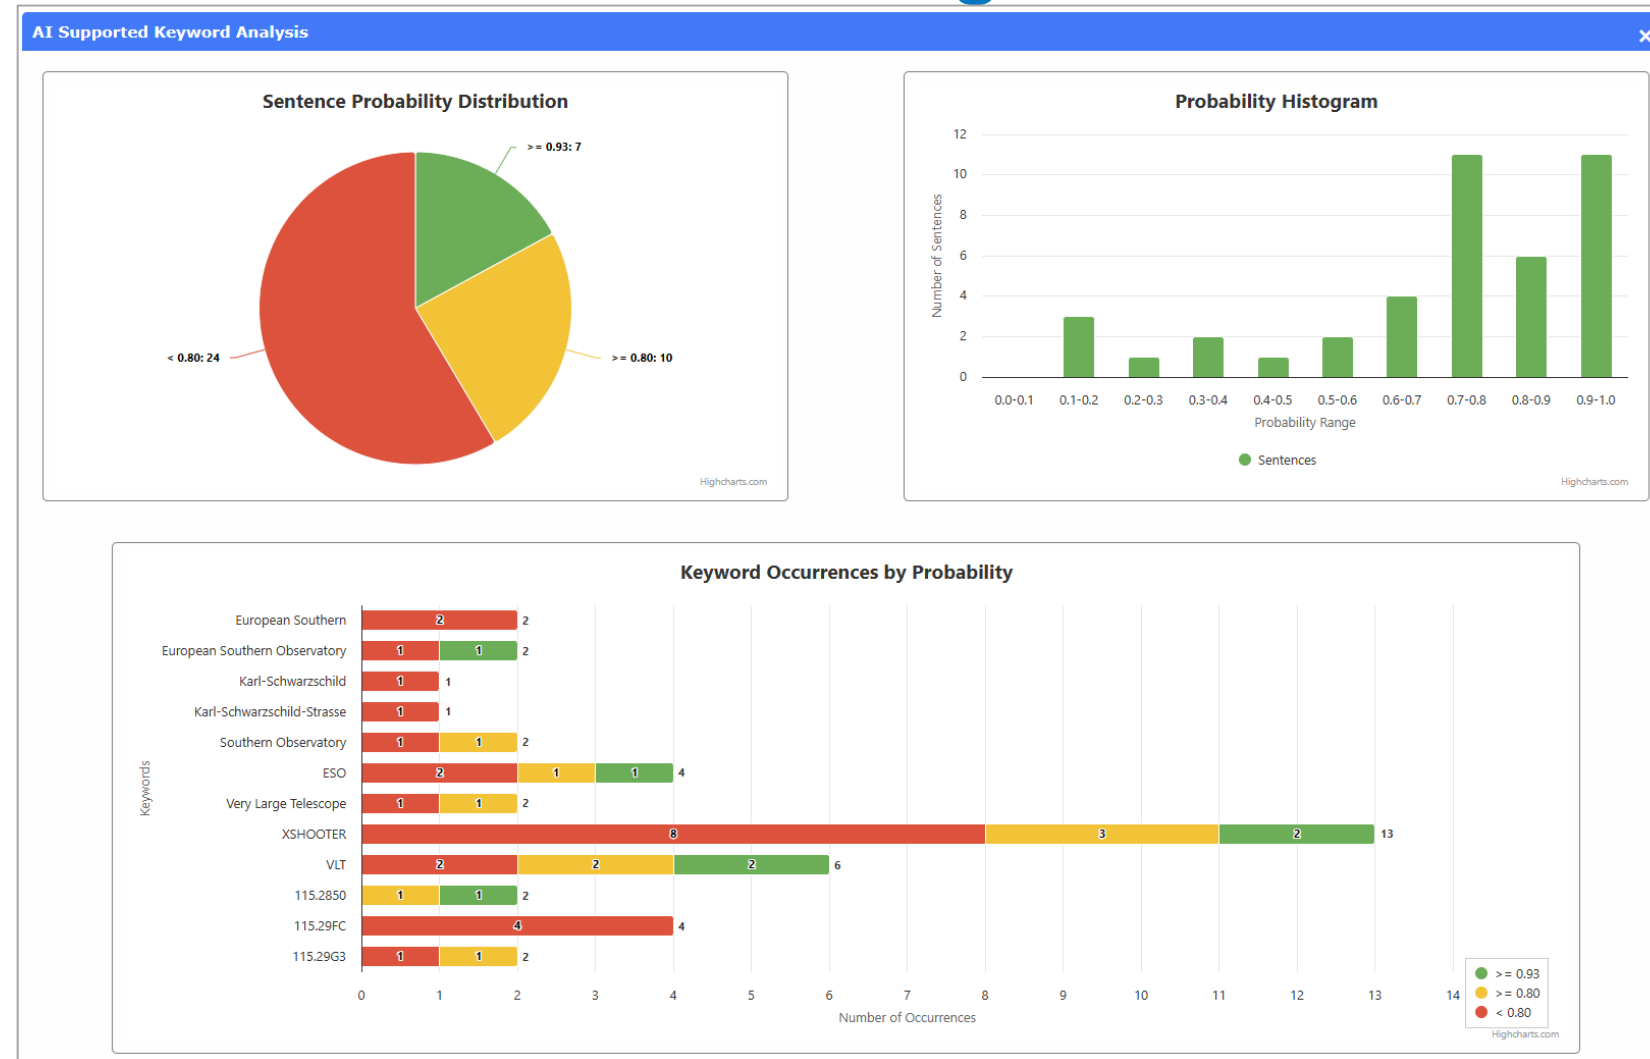 AI Supported Keyword Analysis
×
Sentence Probability Distribution
>= 0.93: 7
< 0.80: 24
>= 0.80: 10
Highcharts.com
Probability Histogram
Number of Sentences
12
10
8
6
4
2
0
0.0-0.1 0.1-0.2 0.2-0.3 0.3-0.4 0.4-0.5 0.5-0.6 0.6-0.7 0.7-0.8 0.8-0.9 0.9-1.0
Probability Range
Sentences
Highcharts.com
Keyword Occurrences by Probability
Keywords
European Southern 2 2
European Southern Observatory 1 1 2
Karl-Schwarzschild 1 1
Karl-Schwarzschild-Strasse 1 1
Southern Observatory 1 1 2
ESO 2 1 1 4
Very Large Telescope 1 1 2
XSHOOTER 8 3 2 13
VLT 2 2 2 6
115.2850 1 1 2
115.29FC 4 4
115.29G3 1 1 2
0 1 2 3 4 5 6 7 8 9 10 11 12 13 14
Number of Occurrences
>= 0.93
>= 0.80
< 0.80
Highcharts.com